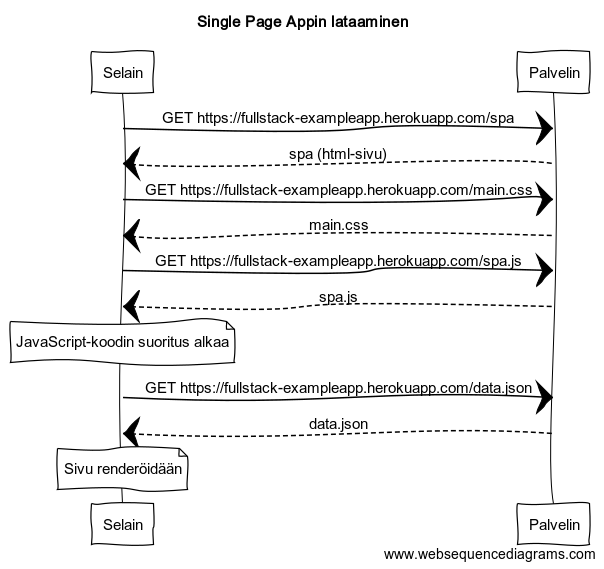 Single Page Appin lataaminen
Selain
Palvelin
GET https://fullstack-exampleapp.herokuapp.com/spa
spa (html-sivu)
GET https://fullstack-exampleapp.herokuapp.com/main.css
main.css
GET https://fullstack-exampleapp.herokuapp.com/spa.js
spa.js
JavaScript-koodin suoritus alkaa
GET https://fullstack-exampleapp.herokuapp.com/data.json
data.json
Sivu renderöidään
Selain
Palvelin
www.websequencediagrams.com